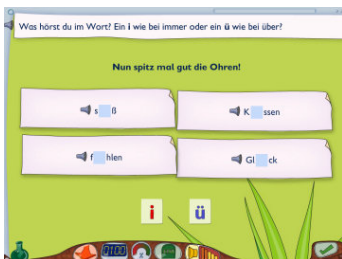 Was hörst du im Wort? Ein i wie bei immer oder ein ü wie bei über?
Nun spitz mal gut die Ohren!
s ß
K ssen
f hlen
Gl ck
i ü